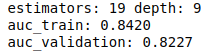 estimators: 19 depth: 9
auc_train: 0.8420
auc_validation: 0.8227